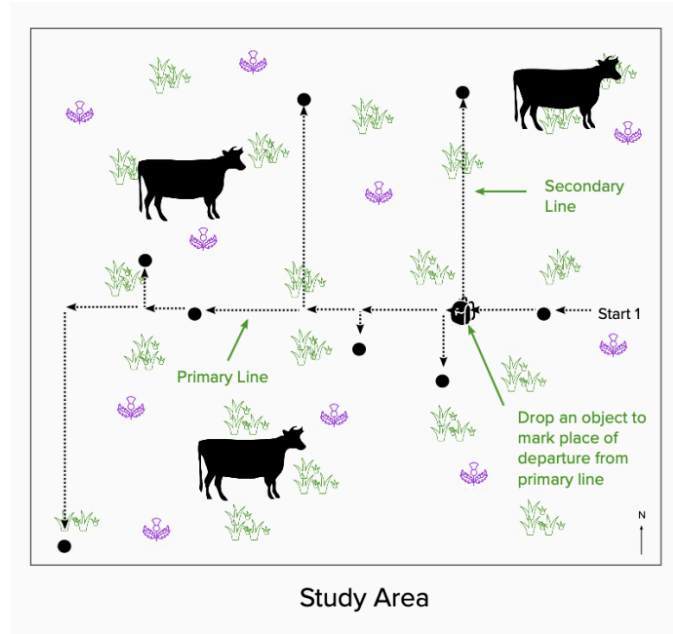 Secondary
Line
Start 1
Primary Line
Drop an object to
mark place of
departure from
primary line
N
Study Area